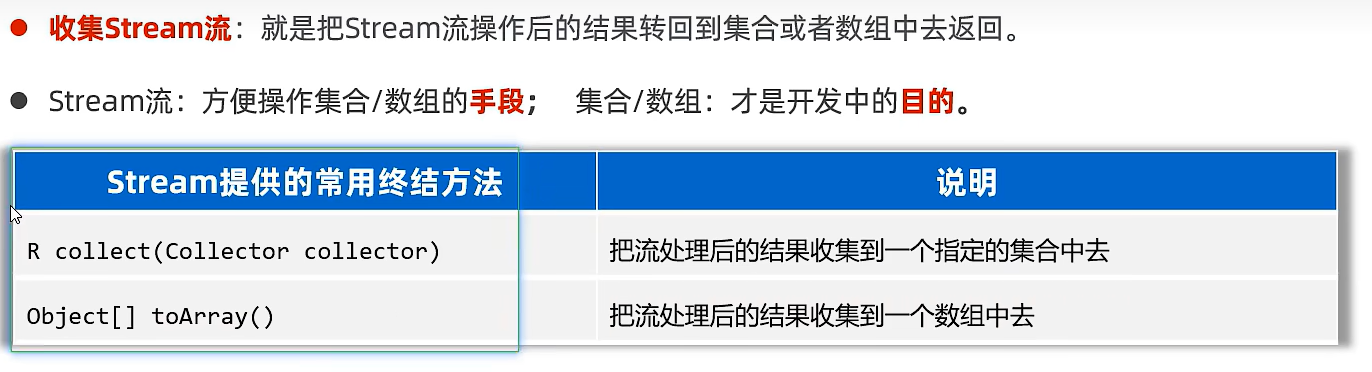 收集Stream流：就是把Stream流操作后的结果转回到集合或者数组中去返回。
Stream流：方便操作集合/数组的手段； 集合/数组：才是开发中的目的。
Stream提供的常用终结方法 说明
R collect(Collector collector) 把流处理后的结果收集到一个指定的集合中去
Object[] toArray() 把流处理后的结果收集到一个数组中去